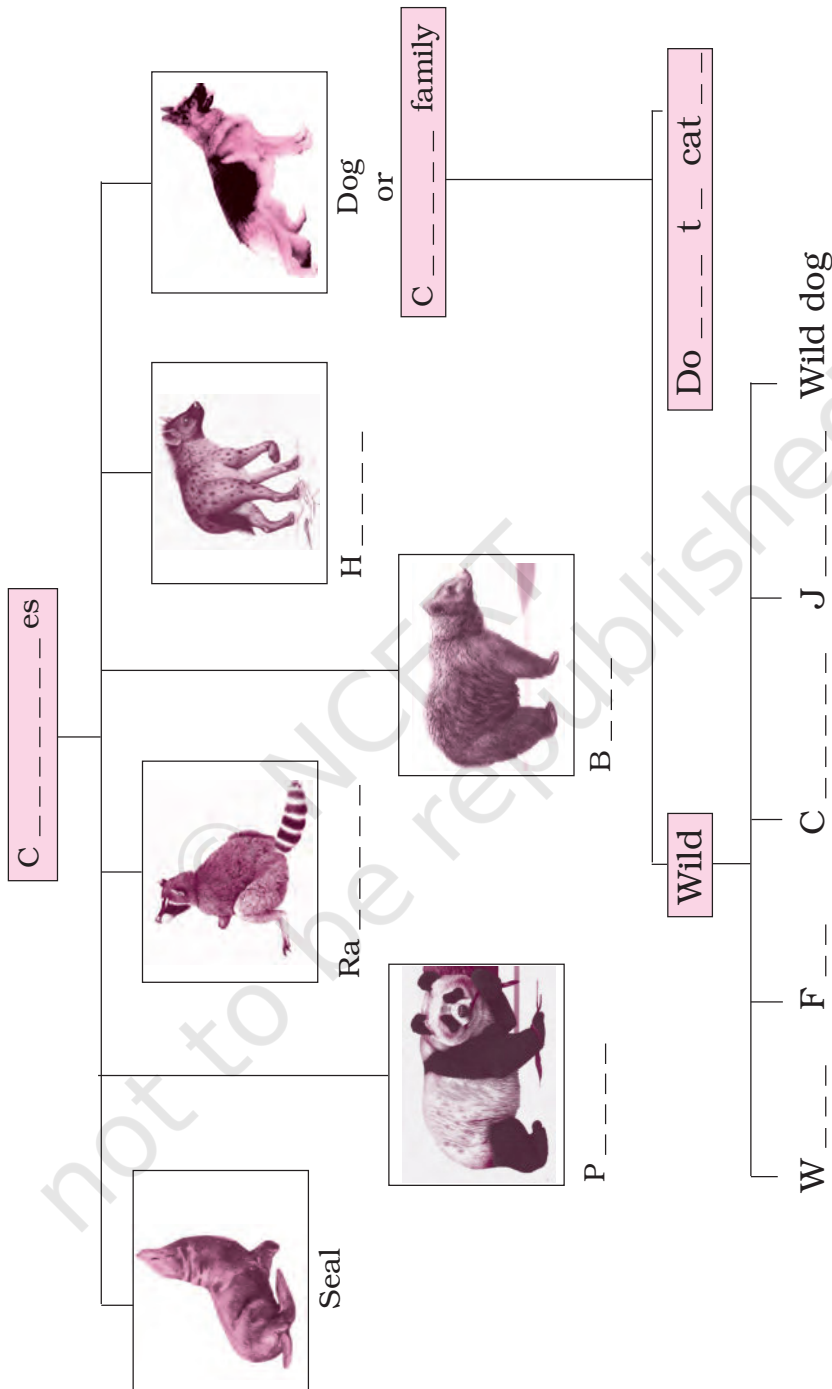 C _ _ _ _ _ _ _ _ es
Seal
P _ _ _ _
Ra _ _ _ _ _
B _ _ _
H _ _ _ _
Dog
or
C _ _ _ _ _ _ family
Wild
Do _ _ _ t _ cat _ _
W _ _ _
F _ _
C _ _ _ _ _
J _ _ _ _ _ _
Wild dog
© NCERT
not to be republished